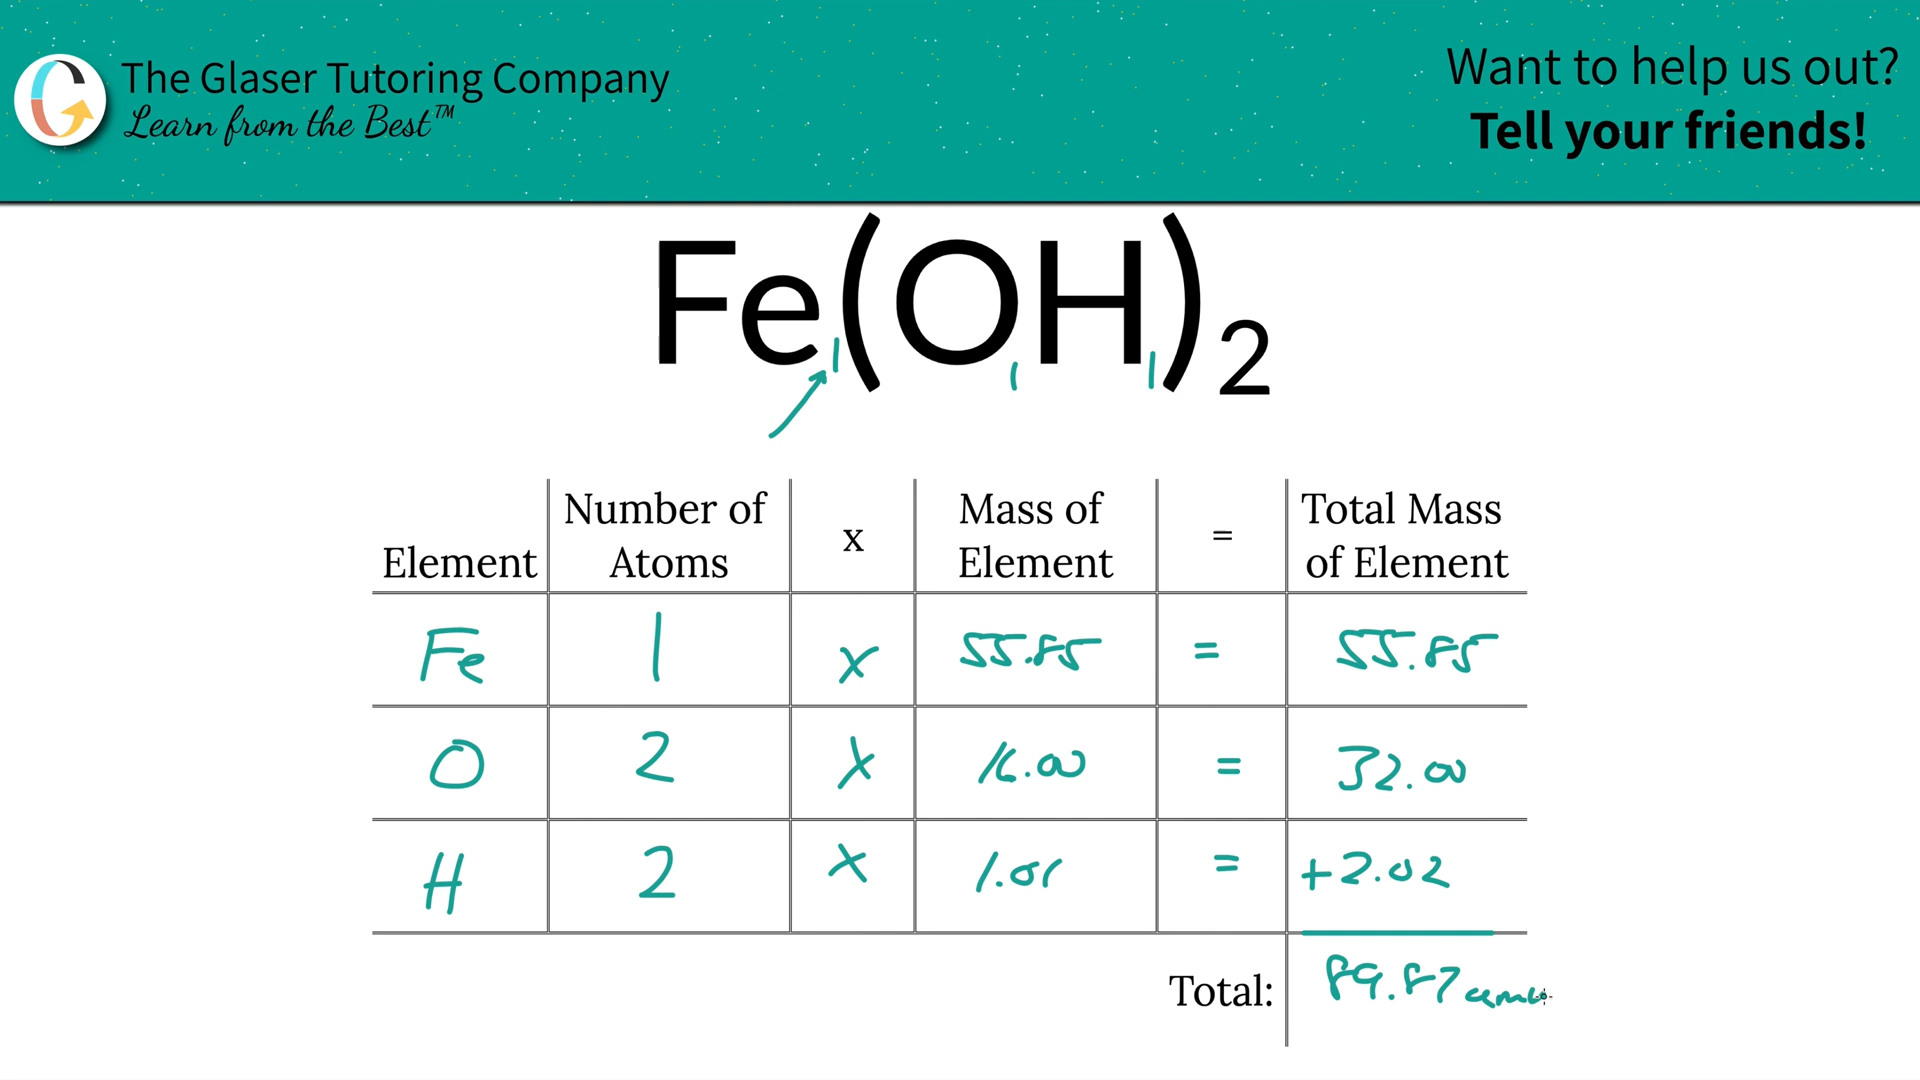 The Glaser Tutoring Company
Learn from the Best™
Want to help us out?
Tell your friends!
Fe(OH)2
1 1 1
Element Number of Atoms x Mass of Element = Total Mass of Element
Fe 1 x 55.85 = 55.85
O 2 x 16.00 = 32.00
H 2 x 1.01 = +2.02
Total: 89.87 amu